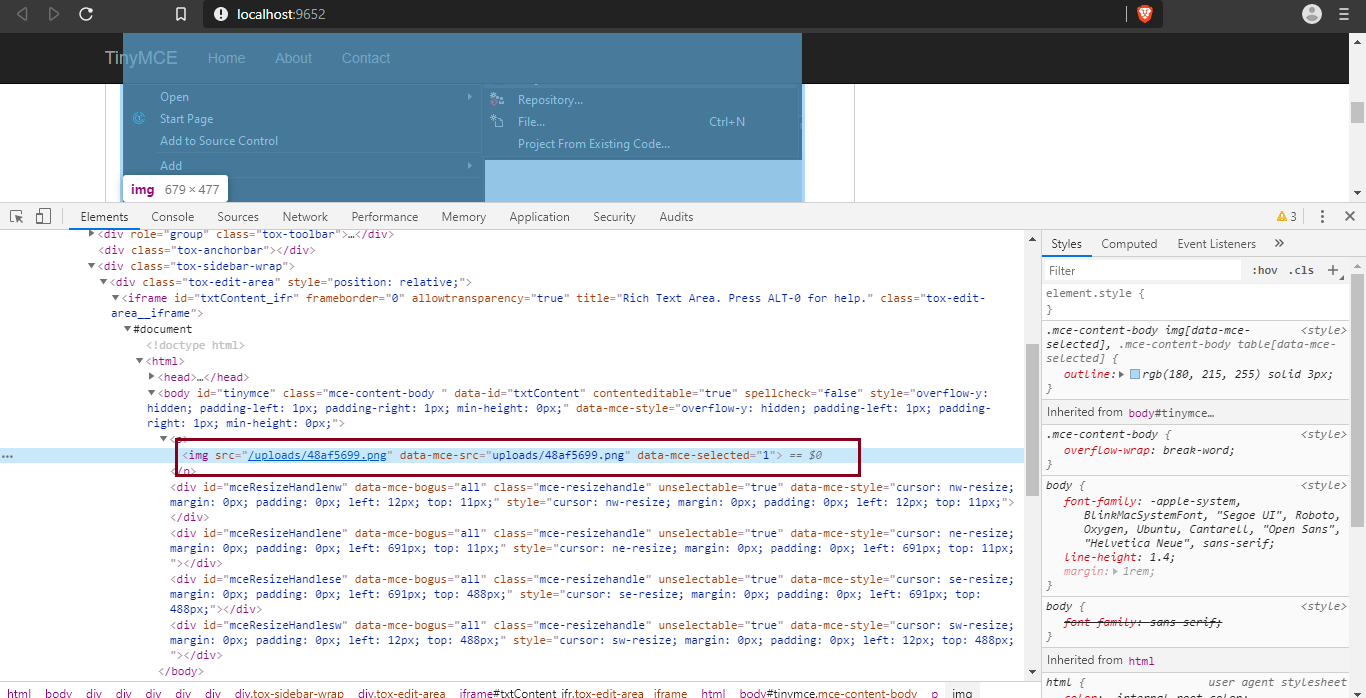 localhost:9652
TinyMCE Home About Contact
Open
Repository...
Start Page
File... Ctrl+N
Add to Source Control
Project From Existing Code...
Add
img 679 × 477
Elements Console Sources Network Performance Memory Application Security Audits 3
<div role="group" class="tox-toolbar">…</div>
<div class="tox-anchorbar"></div>
<div class="tox-sidebar-wrap">
<div class="tox-edit-area" style="position: relative;">
<iframe id="txtContent_ifr" frameborder="0" allowtransparency="true" title="Rich Text Area. Press ALT-0 for help." class="tox-edit-
area__iframe">
#document
<!doctype html>
<html>
<head>…</head>
<body id="tinymce" class="mce-content-body " data-id="txtContent" contenteditable="true" spellcheck="false" style="overflow-y:
hidden; padding-left: 1px; padding-right: 1px; min-height: 0px;" data-mce-style="overflow-y: hidden; padding-left: 1px; padding-
right: 1px; min-height: 0px;">
<p>
<img src="/uploads/48af5699.png" data-mce-src="uploads/48af5699.png" data-mce-selected="1"> == $0
</p>
<div id="mceResizeHandlenw" data-mce-bogus="all" class="mce-resizehandle" unselectable="true" data-mce-style="cursor: nw-resize;
margin: 0px; padding: 0px; left: 12px; top: 11px;" style="cursor: nw-resize; margin: 0px; padding: 0px; left: 12px; top: 11px;">
</div>
<div id="mceResizeHandlene" data-mce-bogus="all" class="mce-resizehandle" unselectable="true" data-mce-style="cursor: ne-resize;
margin: 0px; padding: 0px; left: 691px; top: 11px;" style="cursor: ne-resize; margin: 0px; padding: 0px; left: 691px; top: 11px;
"></div>
<div id="mceResizeHandlese" data-mce-bogus="all" class="mce-resizehandle" unselectable="true" data-mce-style="cursor: se-resize;
margin: 0px; padding: 0px; left: 691px; top: 488px;" style="cursor: se-resize; margin: 0px; padding: 0px; left: 691px; top:
488px;"></div>
<div id="mceResizeHandlesw" data-mce-bogus="all" class="mce-resizehandle" unselectable="true" data-mce-style="cursor: sw-resize;
margin: 0px; padding: 0px; left: 12px; top: 488px;" style="cursor: sw-resize; margin: 0px; padding: 0px; left: 12px; top: 488px;
"></div>
</body>
html body div div div div div div.tox-sidebar-wrap div.tox-edit-area iframe#txtContent_ifr.tox-edit-area__iframe html body#tinymce.mce-content-body p img
Styles Computed Event Listeners »
Filter :hov .cls +
element.style {
}
.mce-content-body img[data-mce- <style>
selected], .mce-content-body table[data-mce-
selected] {
outline: rgb(180, 215, 255) solid 3px;
}
Inherited from body#tinymce…
.mce-content-body { <style>
overflow-wrap: break-word;
}
body { <style>
font-family: -apple-system,
BlinkMacSystemFont, "Segoe UI", Roboto,
Oxygen, Ubuntu, Cantarell, "Open Sans",
"Helvetica Neue", sans-serif;
line-height: 1.4;
margin: 1rem;
}
body { <style>
font-family: sans-serif;
}
Inherited from html
html { user agent stylesheet